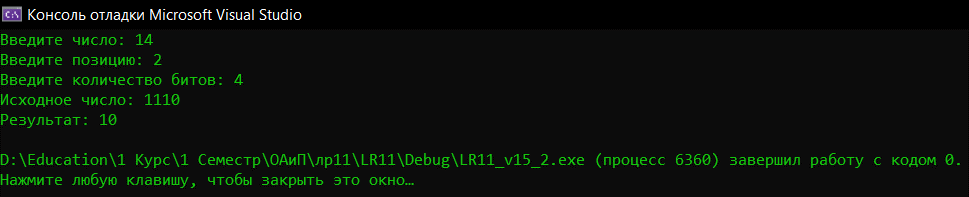 Консоль отладки Microsoft Visual Studio
Введите число: 14
Введите позицию: 2
Введите количество битов: 4
Исходное число: 1110
Результат: 10
D:\Education\1 Курс\1 Семестр\ОАиП\лр11\LR11\Debug\LR11_v15_2.exe (процесс 6360) завершил работу с кодом 0.
Нажмите любую клавишу, чтобы закрыть это окно…